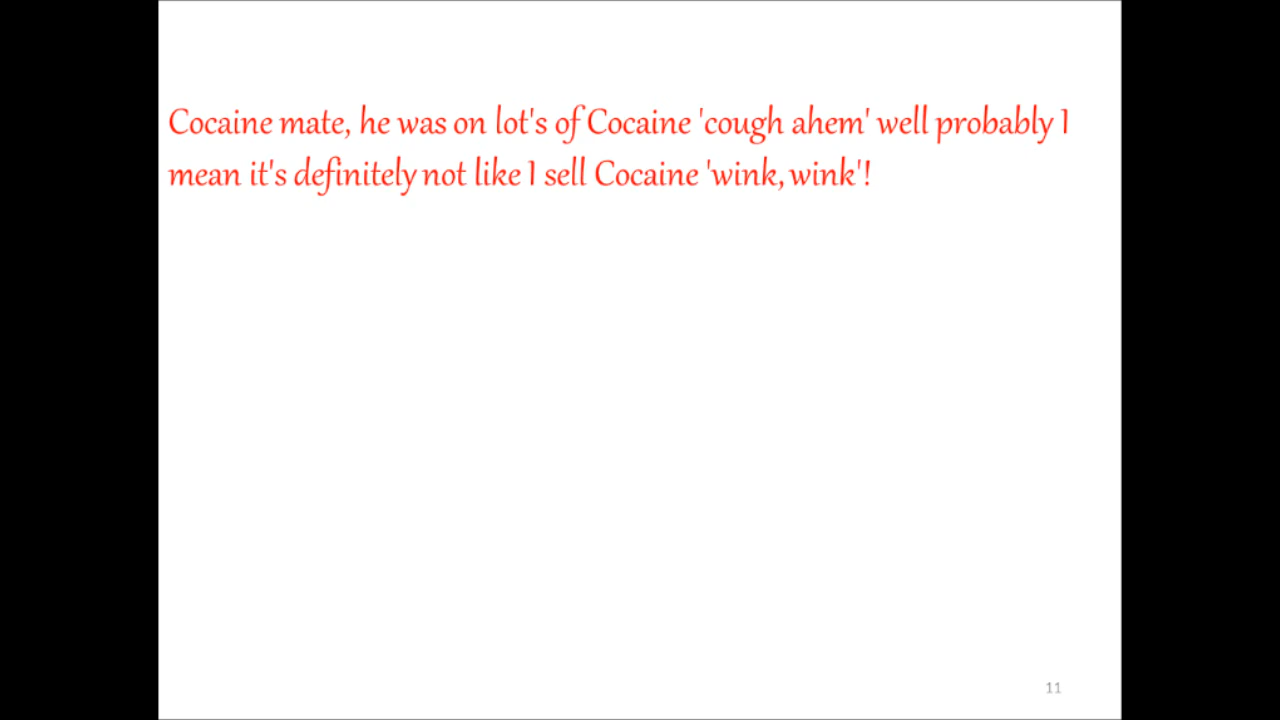 Cocaine mate, he was on lot's of Cocaine 'cough ahem' well probably I
mean it's definitely not like I sell Cocaine 'wink, wink'!
11